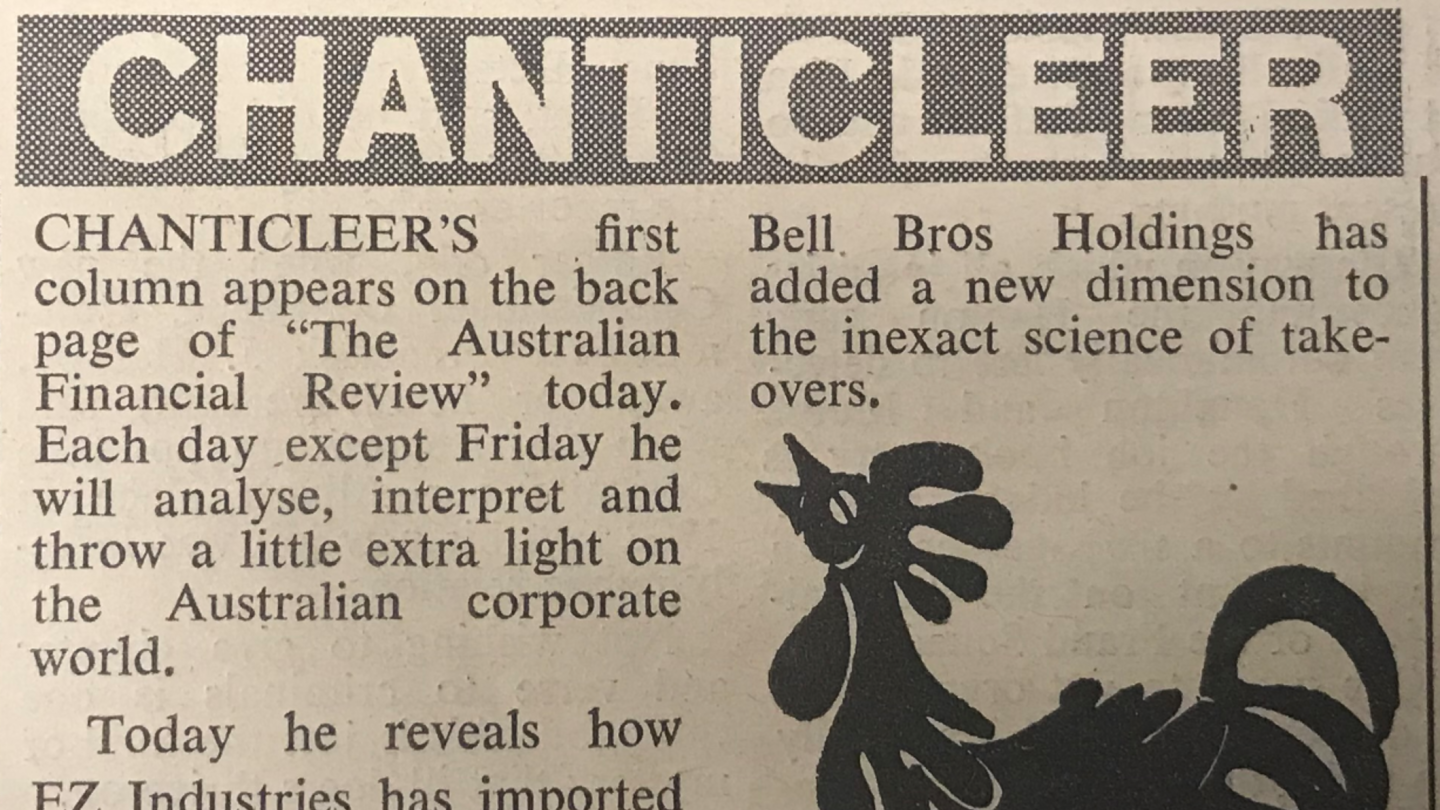 CHANTICLEER
CHANTICLEER'S first
column appears on the back
page of “The Australian
Financial Review” today.
Each day except Friday he
will analyse, interpret and
throw a little extra light on
the Australian corporate
world.
Today he reveals how
EZ Industries has imported
Bell Bros Holdings has
added a new dimension to
the inexact science of take-
overs.